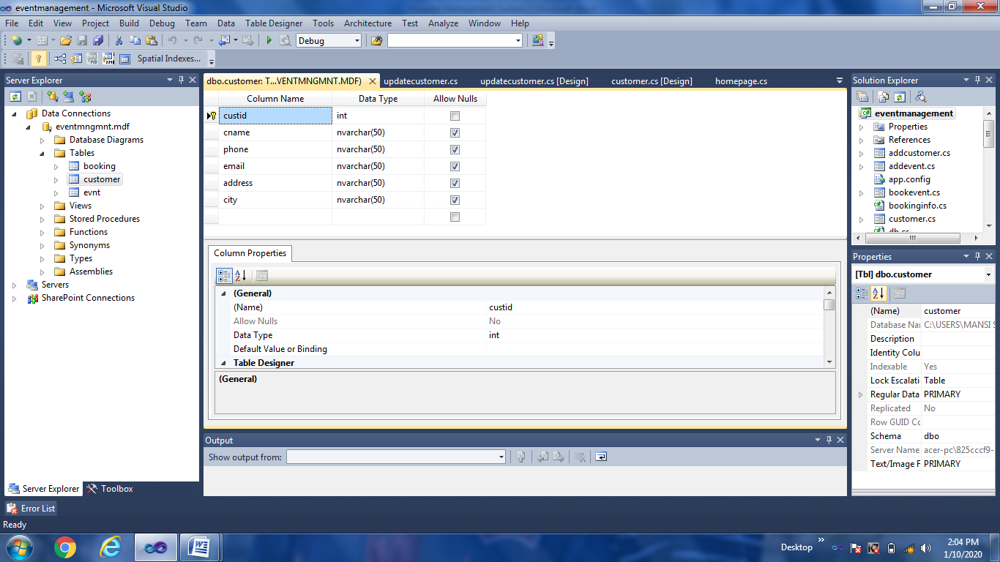 eventmanagement - Microsoft Visual Studio
File Edit View Project Build Debug Team Data Table Designer Tools Architecture Test Analyze Window Help
Debug
Spatial Indexes...
Server Explorer
Data Connections
eventmngmnt.mdf
Database Diagrams
Tables
booking
customer
evnt
Views
Stored Procedures
Functions
Synonyms
Types
Assemblies
Servers
SharePoint Connections
Server Explorer Toolbox
dbo.customer: T...VENTMNGMNT.MDF) updatecustomer.cs updatecustomer.cs [Design] customer.cs [Design] homepage.cs
Column Name Data Type Allow Nulls
custid int
cname nvarchar(50)
phone nvarchar(50)
email nvarchar(50)
address nvarchar(50)
city nvarchar(50)
Column Properties
(General)
(Name) custid
Allow Nulls No
Data Type int
Default Value or Binding
Table Designer
(General)
Output
Show output from:
Solution Explorer
eventmanagement
Properties
References
addcustomer.cs
addevent.cs
app.config
bookevent.cs
bookinginfo.cs
customer.cs
db.cs
Properties
[Tbl] dbo.customer
(Name) customer
Database Nar C:\USERS\MANSI S
Description
Identity Colu
Indexable Yes
Lock Escalati Table
Regular Data PRIMARY
Replicated No
Row GUID Cc
Schema dbo
Server Name acer-pc\825cccf9-
Text/Image F PRIMARY
Error List
Ready
Desktop
2:04 PM
1/10/2020